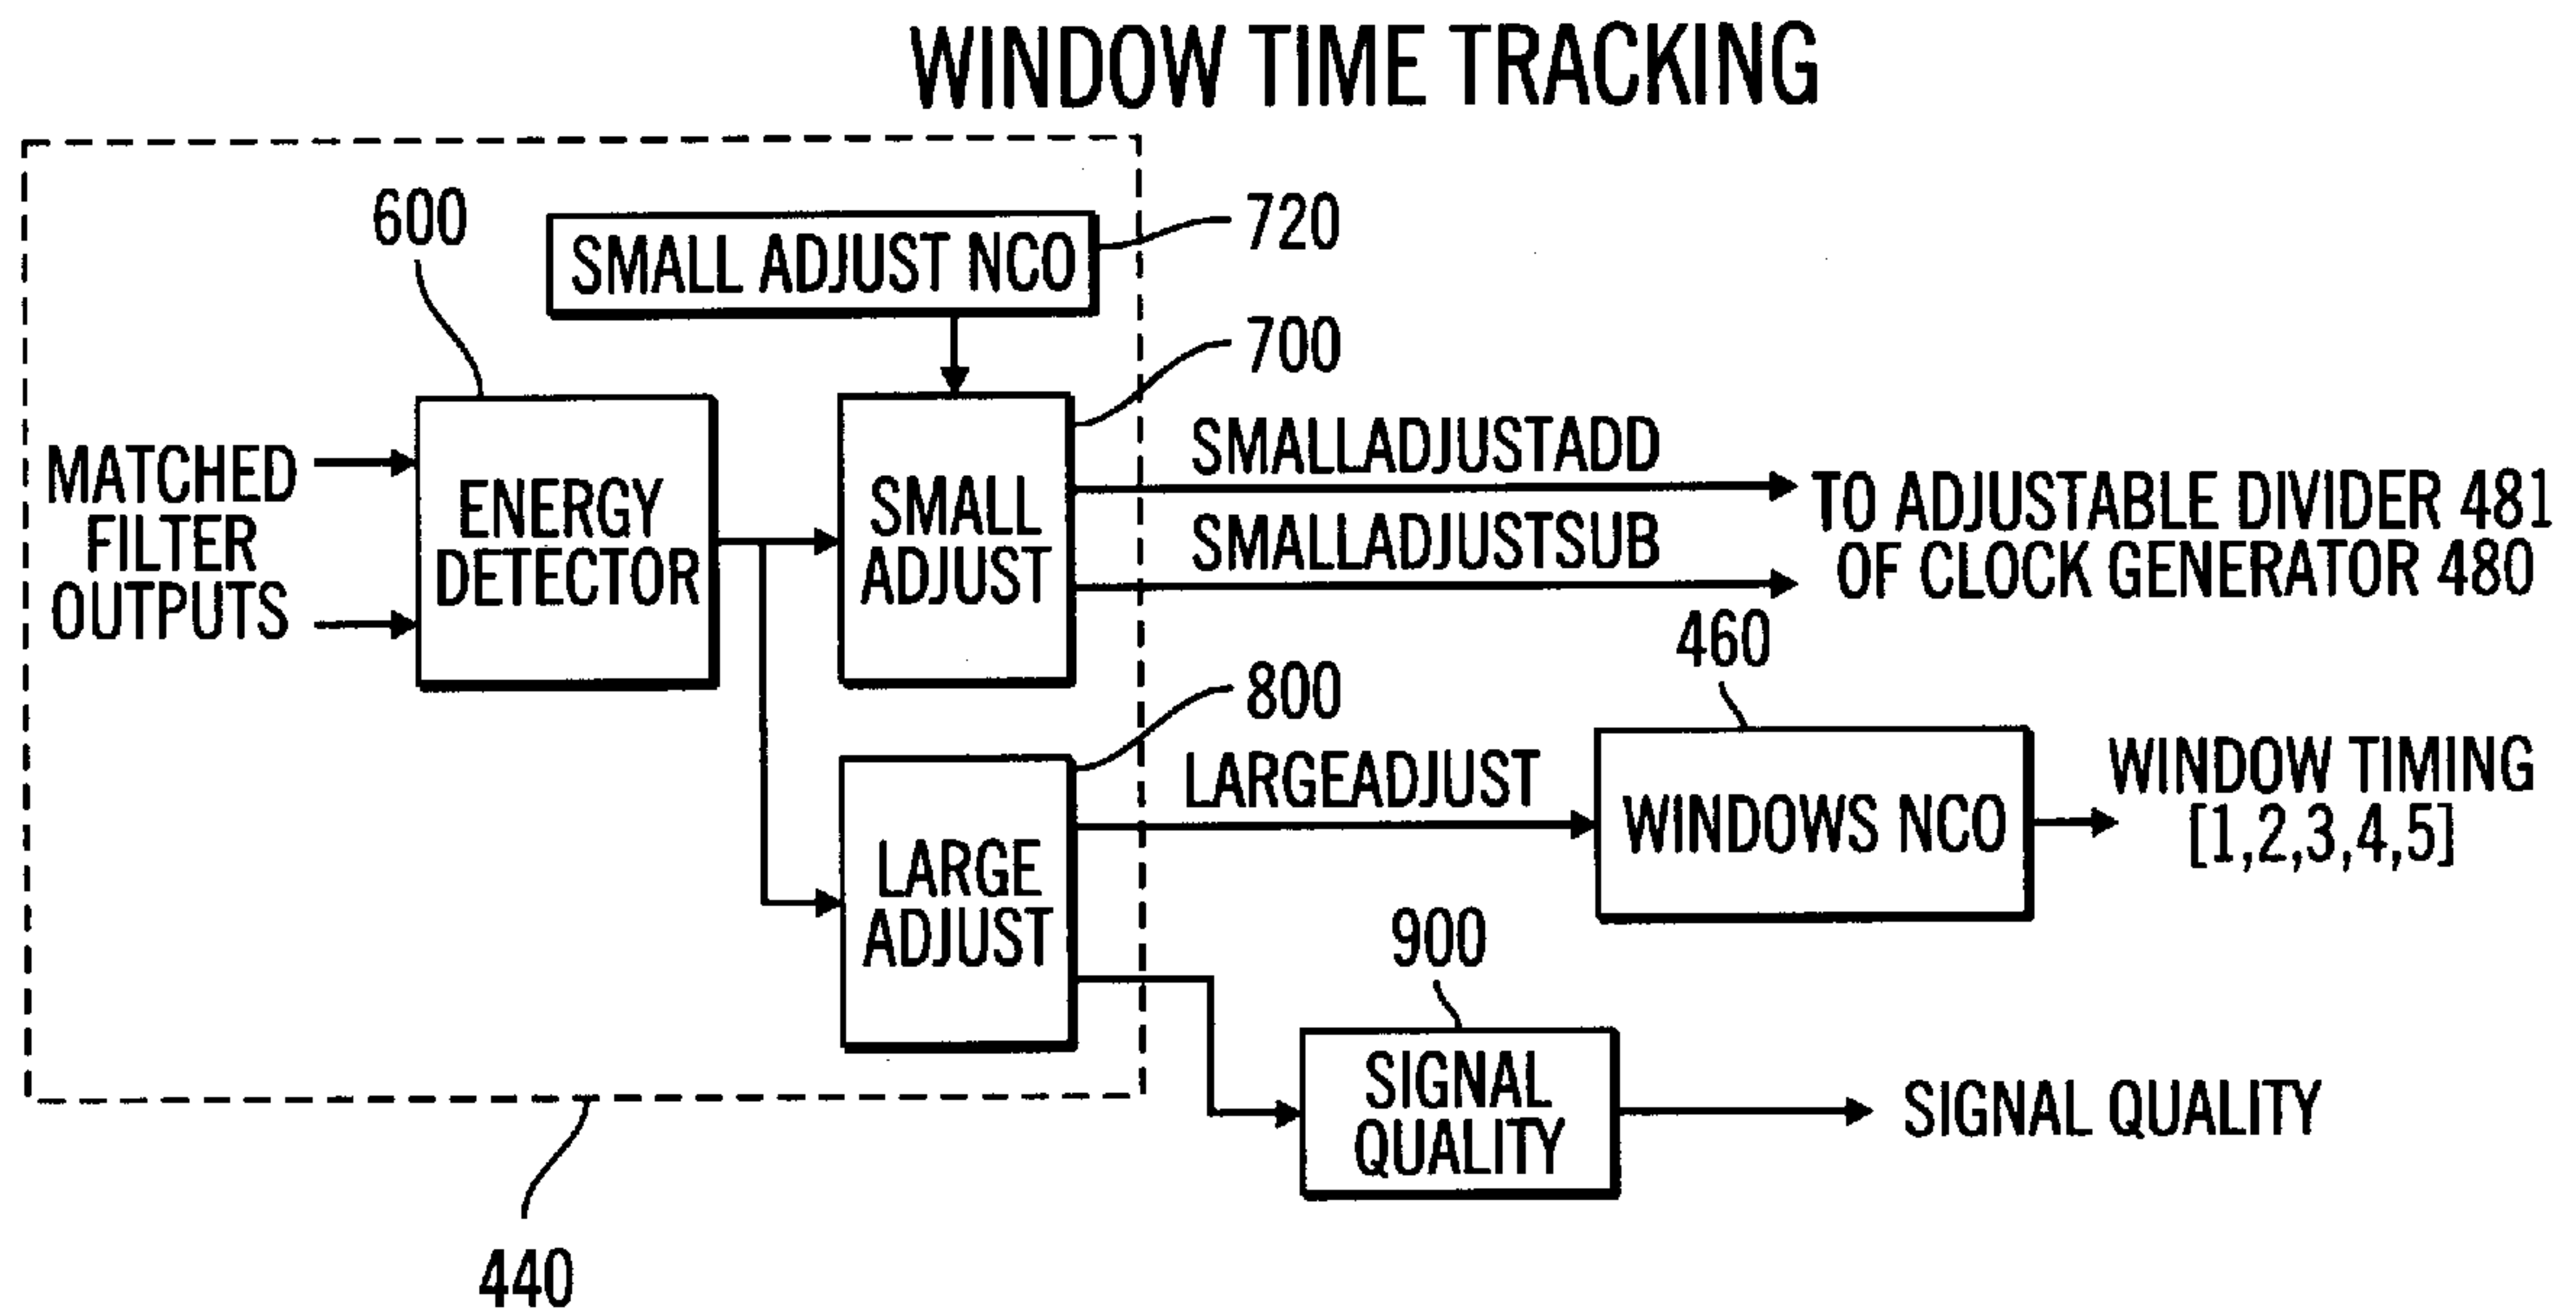 WINDOW TIME TRACKING
600
SMALL ADJUST NCO
720
700
MATCHED
FILTER
OUTPUTS
ENERGY
DETECTOR
SMALL
ADJUST
SMALLADJUSTADD
SMALLADJUSTSUB
TO ADJUSTABLE DIVIDER 481
OF CLOCK GENERATOR 480
460
800
LARGE
ADJUST
LARGEADJUST
WINDOWS NCO
WINDOW TIMING
[1,2,3,4,5]
900
SIGNAL
QUALITY
SIGNAL QUALITY
440